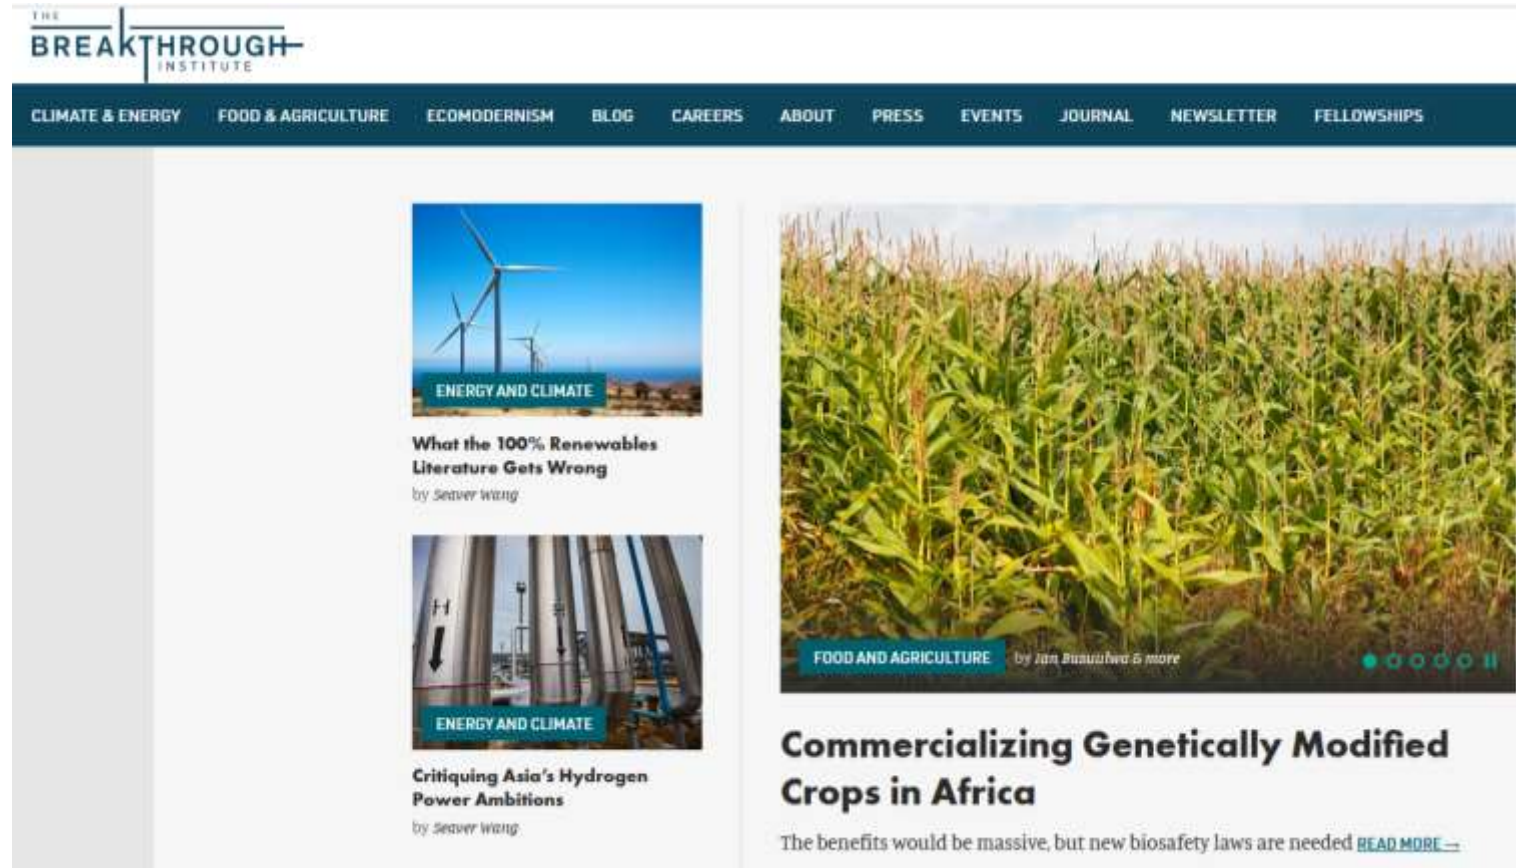 THE
BREAKTHROUGH
INSTITUTE
CLIMATE & ENERGY FOOD & AGRICULTURE ECOMODERNISM BLOG CAREERS ABOUT PRESS EVENTS JOURNAL NEWSLETTER FELLOWSHIPS
ENERGY AND CLIMATE
What the 100% Renewables
Literature Gets Wrong
by Seaver Wang
H
ENERGY AND CLIMATE
Critiquing Asia's Hydrogen
Power Ambitions
by Seaver Wang
FOOD AND AGRICULTURE by & more
Commercializing Genetically Modified
Crops in Africa
The benefits would be massive, but new biosafety laws are needed READ MORE →